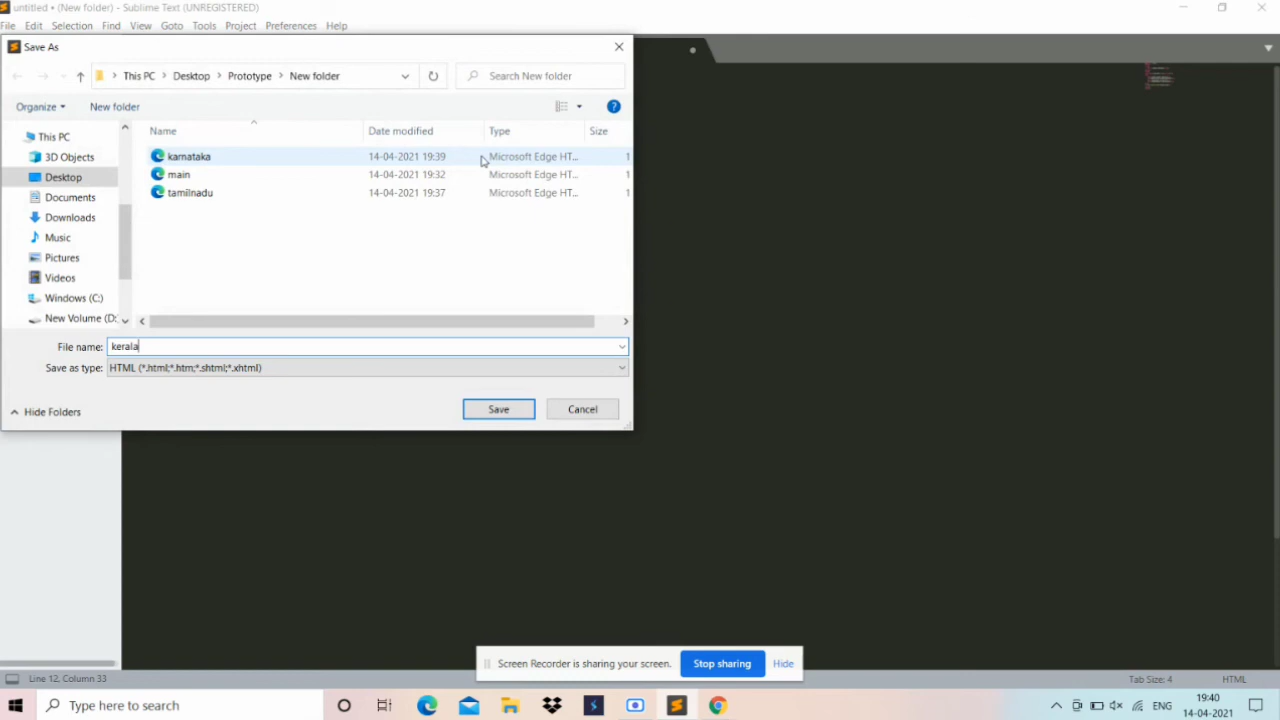 untitled • (New folder) - Sublime Text (UNREGISTERED)
File Edit Selection Find View Goto Tools Project Preferences Help
Save As
This PC > Desktop > Prototype > New folder
Search New folder
Organize New folder
Name Date modified Type Size
This PC
3D Objects
Desktop
Documents
Downloads
Music
Pictures
Videos
Windows (C:)
New Volume (D:
karnataka 14-04-2021 19:39 Microsoft Edge HT... 1
main 14-04-2021 19:32 Microsoft Edge HT... 1
tamilnadu 14-04-2021 19:37 Microsoft Edge HT... 1
File name: kerala
Save as type: HTML (*.html;*.htm;*.shtml;*.xhtml)
Hide Folders Save Cancel
Screen Recorder is sharing your screen. Stop sharing Hide
Line 12, Column 33 Tab Size: 4 HTML
Type here to search
ENG
19:40
14-04-2021